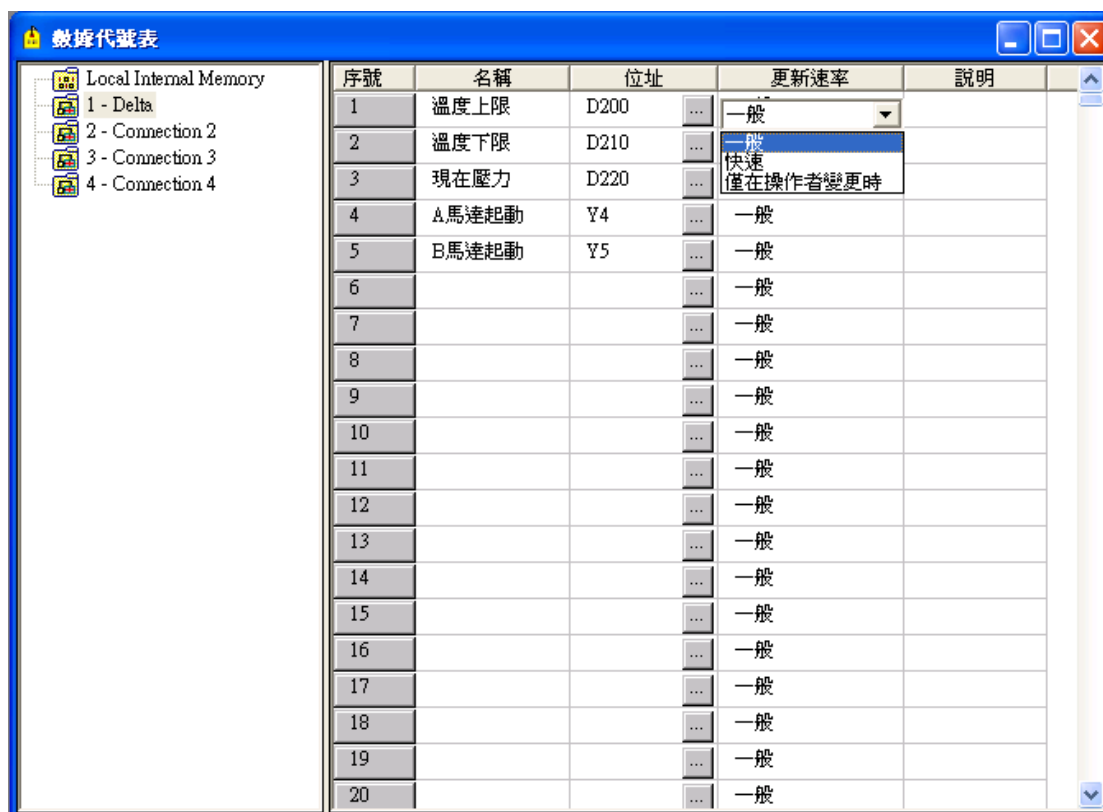 數據代號表
Local Internal Memory
1 - Delta
2 - Connection 2
3 - Connection 3
4 - Connection 4
序號 名稱 位址 更新速率 說明
1 溫度上限 D200 ... 一般
2 溫度下限 D210 ... 一般
快速
3 現在壓力 D220 ... 僅在操作者變更時
4 A馬達起動 Y4 ... 一般
5 B馬達起動 Y5 ... 一般
6 ... 一般
7 ... 一般
8 ... 一般
9 ... 一般
10 ... 一般
11 ... 一般
12 ... 一般
13 ... 一般
14 ... 一般
15 ... 一般
16 ... 一般
17 ... 一般
18 ... 一般
19 ... 一般
20 ... 一般